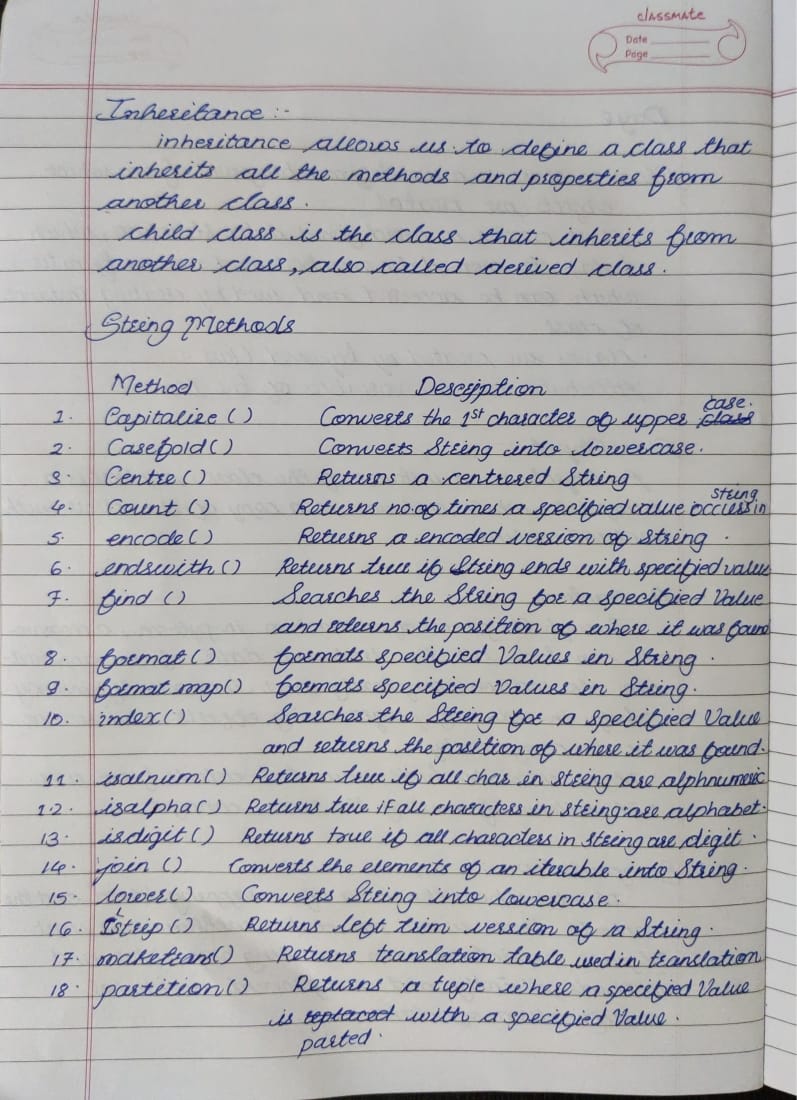 classmate
Date
Page
Inheritance :-
inheritance allows us to define a class that
inherits all the methods and properties from
another class.
child class is the class that inherits from
another class, also called derived class.
String Methods
Method Description
1. Capitalize () Converts the 1st character of upper class case.
2. Casefold () Converts String into lowercase.
3. Centre () Returns a centred String
4. Count () Returns no. of times a specified value occurs in string
5. encode () Returns a encoded version of string.
6. endswith () Returns true if String ends with specified value
7. find () Searches the String for a specified Value
and returns the position of where it was found
8. format () formats specified Values in String.
9. format map() formats specified Values in String.
10. index () Searches the String for a specified Value
and returns the position of where it was found.
11. isalnum () Returns true if all char in string are alphnumeric
12. isalpha () Returns true if all characters in string are alphabet.
13. isdigit () Returns true if all characters in string are digit.
14. join () Converts the elements of an iterable into String.
15. lower () Converts String into lowercase.
16. lstrip () Returns left trim version of a String.
17. maketrans() Returns translation table used in translation
18. partition () Returns a tuple where a specified Value
is replaced with a specified Value.
parted.